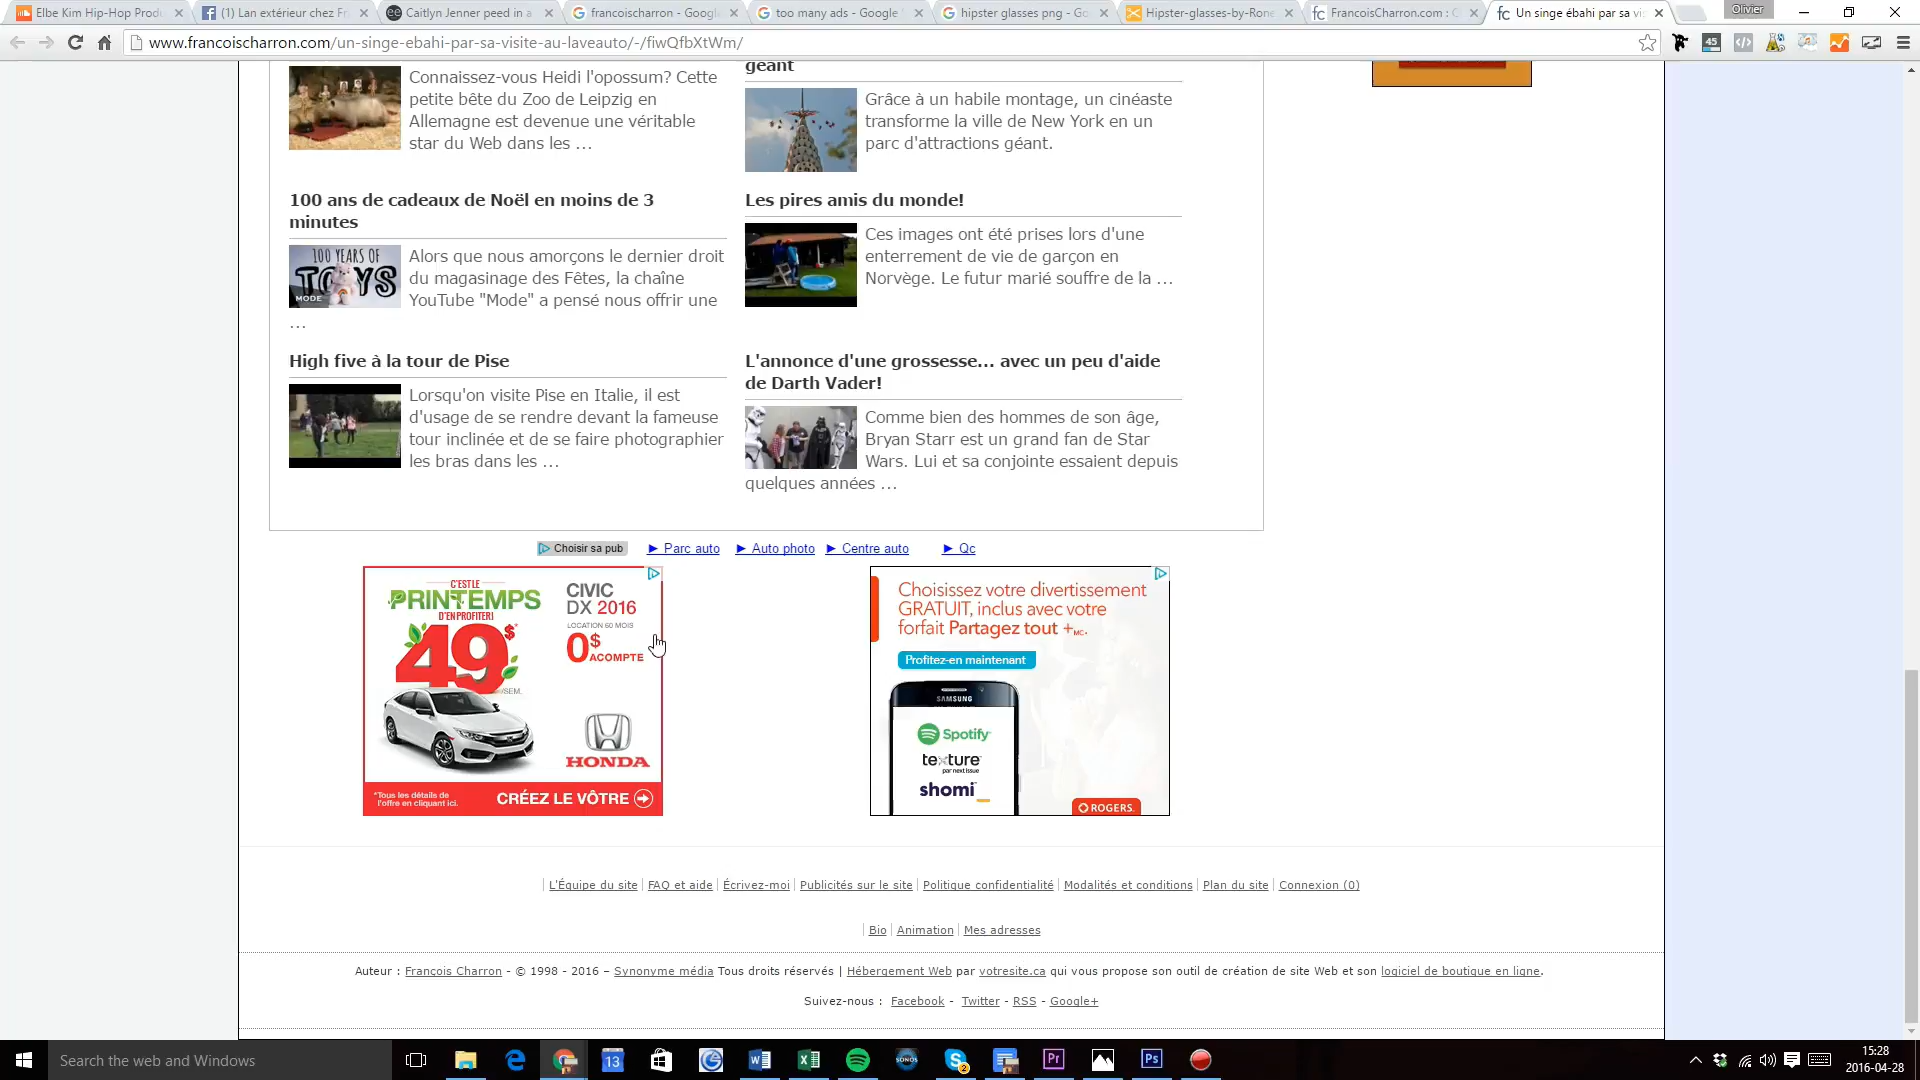 Elbe Kim Hip-Hop Prod
(1) Lan extérieur chez Fr
Caitlyn Jenner peed in a
francoischarron - Google
too many ads - Google
hipster glasses png - Go
Hipster-glasses-by-Rone
FrancoisCharron.com : C
Un singe ébahi par sa vis
Olivier
www.francoischarron.com/un-singe-ebahi-par-sa-visite-au-laveauto/-/fiwQfbXtWm/
45
Connaissez-vous Heidi l'opossum? Cette
petite bête du Zoo de Leipzig en
Allemagne est devenue une véritable
star du Web dans les ...
géant
Grâce à un habile montage, un cinéaste
transforme la ville de New York en un
parc d'attractions géant.
100 ans de cadeaux de Noël en moins de 3
minutes
100 YEARS OF
TOYS
MODE
Alors que nous amorçons le dernier droit
du magasinage des Fêtes, la chaîne
YouTube "Mode" a pensé nous offrir une
...
Les pires amis du monde!
Ces images ont été prises lors d'une
enterrement de vie de garçon en
Norvège. Le futur marié souffre de la ...
High five à la tour de Pise
Lorsqu'on visite Pise en Italie, il est
d'usage de se rendre devant la fameuse
tour inclinée et de se faire photographier
les bras dans les ...
L'annonce d'une grossesse... avec un peu d'aide
de Darth Vader!
Comme bien des hommes de son âge,
Bryan Starr est un grand fan de Star
Wars. Lui et sa conjointe essaient depuis
quelques années ...
Choisir sa pub
► Parc auto
► Auto photo
► Centre auto
► Qc
C'EST LE
PRINTEMPS
D'EN PROFITER!
49$*
/SEM.
CIVIC
DX 2016
LOCATION 60 MOIS
0$
ACOMPTE
HONDA
*Tous les détails de
l'offre en cliquant ici.
CRÉEZ LE VÔTRE
Choisissez votre divertissement
GRATUIT, inclus avec votre
forfait Partagez tout +MC.
Profitez-en maintenant
SAMSUNG
Spotify
texture
par next issue
shomi
ROGERS
L'Équipe du site | FAQ et aide | Écrivez-moi | Publicités sur le site | Politique confidentialité | Modalités et conditions | Plan du site | Connexion (0)
Bio | Animation | Mes adresses
Auteur : François Charron - © 1998 - 2016 – Synonyme média Tous droits réservés | Hébergement Web par votresite.ca qui vous propose son outil de création de site Web et son logiciel de boutique en ligne.
Suivez-nous : Facebook - Twitter - RSS - Google+
Search the web and Windows
13
SONOS
2
Pr
Ps
15:28
2016-04-28